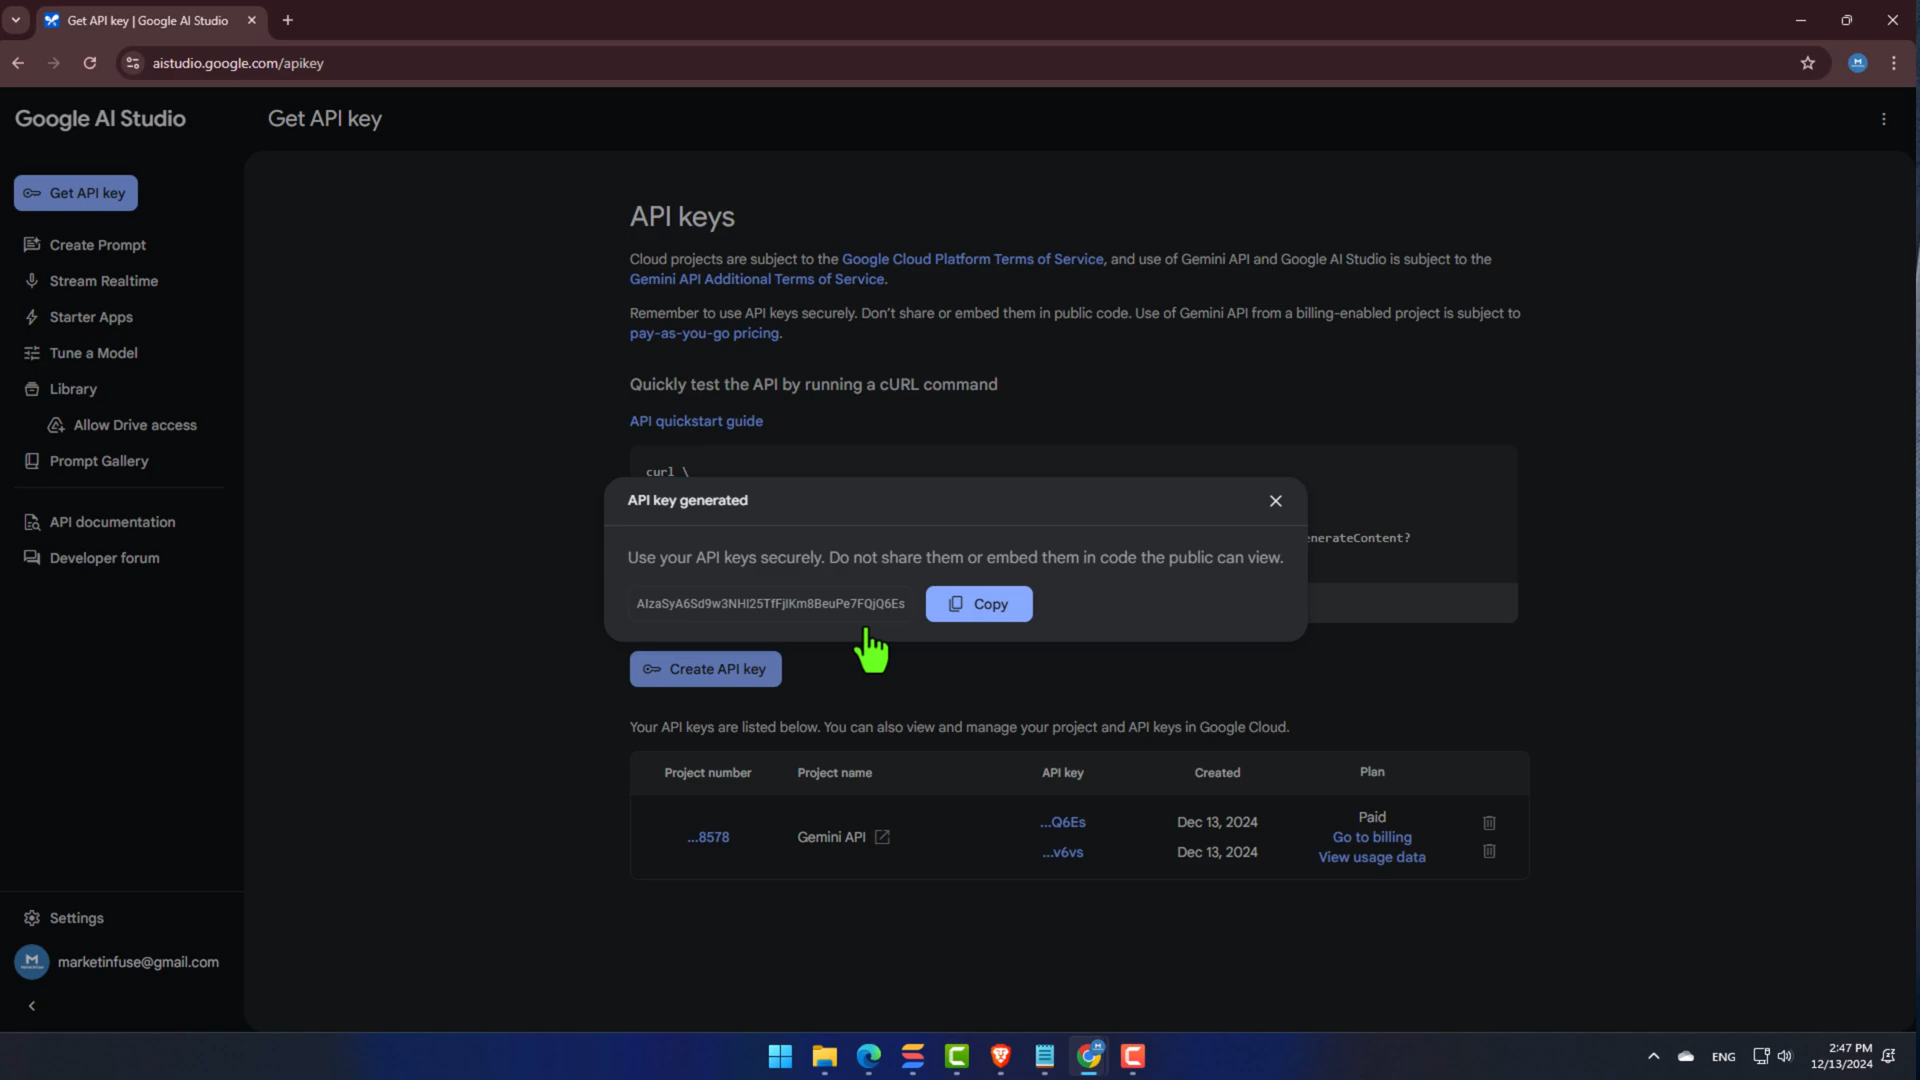 Get API key | Google AI Studio
aistudio.google.com/apikey
Google AI Studio
Get API key
Get API key
Create Prompt
Stream Realtime
Starter Apps
Tune a Model
Library
Allow Drive access
Prompt Gallery
API documentation
Developer forum
Settings
marketinfuse@gmail.com
API keys
Cloud projects are subject to the Google Cloud Platform Terms of Service, and use of Gemini API and Google AI Studio is subject to the
Gemini API Additional Terms of Service.
Remember to use API keys securely. Don't share or embed them in public code. Use of Gemini API from a billing-enabled project is subject to
pay-as-you-go pricing.
Quickly test the API by running a cURL command
API quickstart guide
curl \
enerateContent?
API key generated
Use your API keys securely. Do not share them or embed them in code the public can view.
AIzaSyA6Sd9w3NHI25TfFjIKm8BeuPe7FQjQ6Es
Copy
Create API key
Your API keys are listed below. You can also view and manage your project and API keys in Google Cloud.
Project number Project name API key Created Plan
...8578 Gemini API ...Q6Es Dec 13, 2024 Paid
Go to billing
...v6vs Dec 13, 2024 View usage data
ENG
2:47 PM
12/13/2024